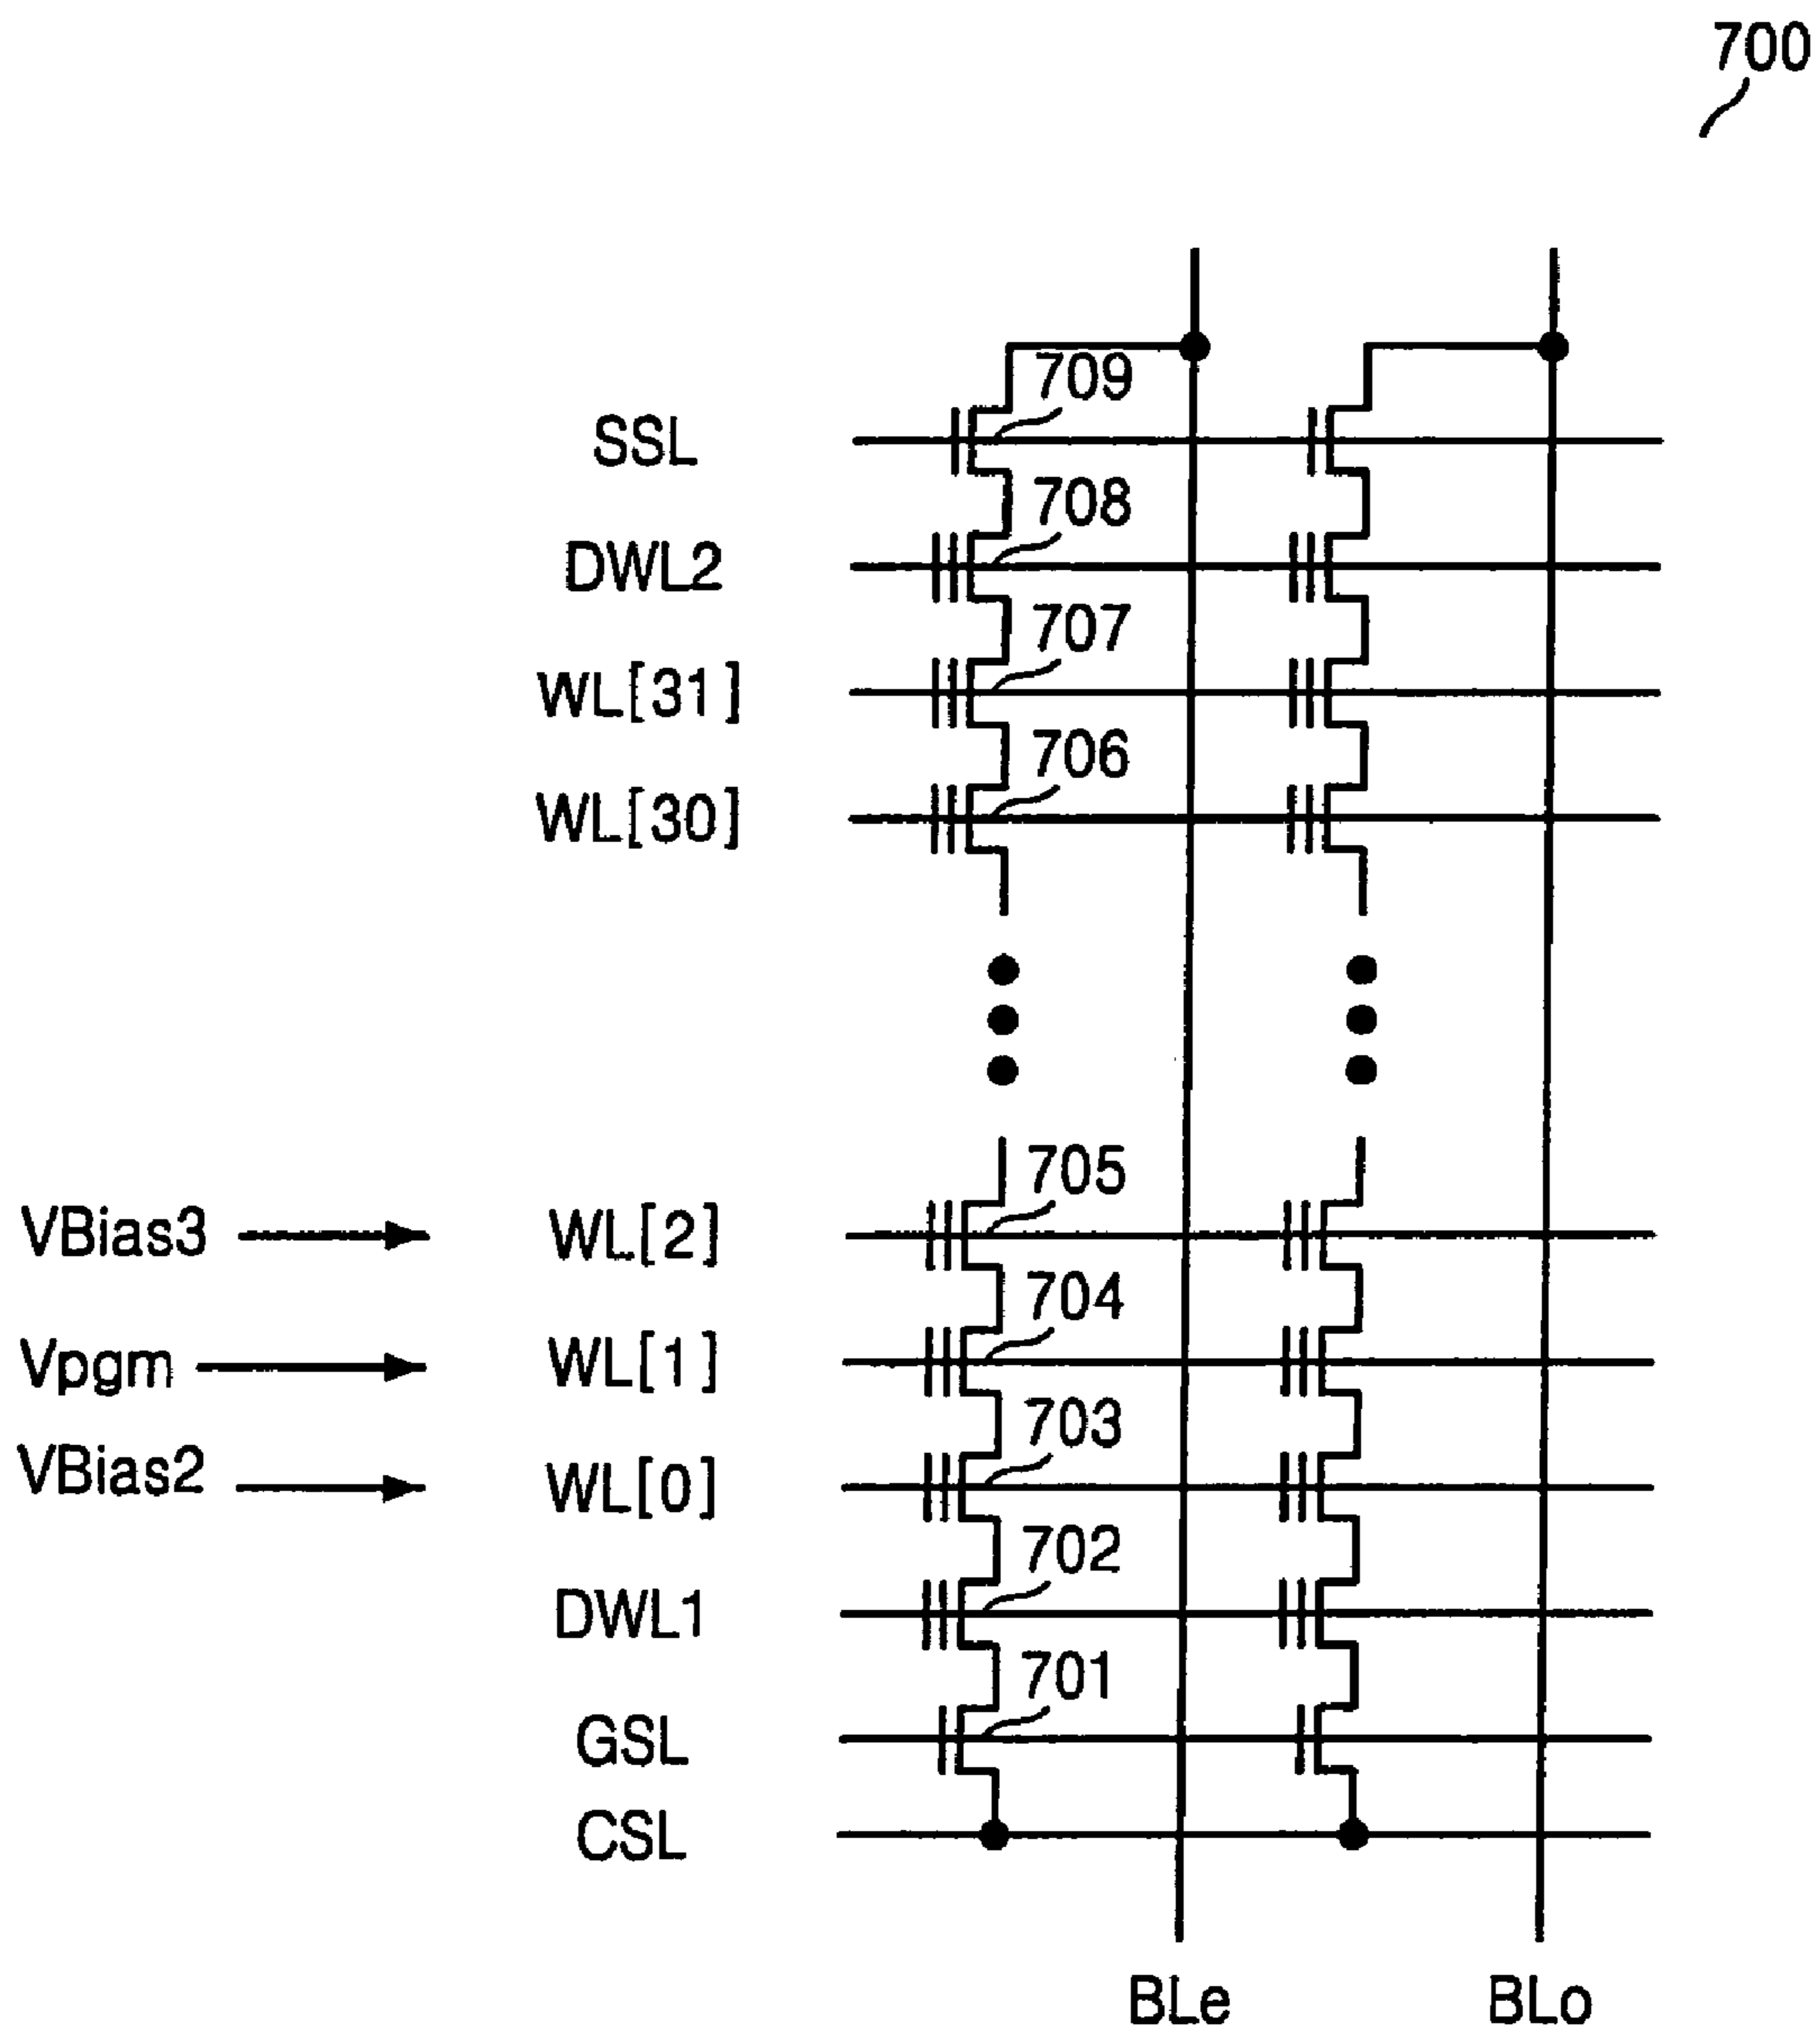 700
709
SSL
708
DWL2
707
WL[31]
706
WL[30]
705
VBias3 WL[2]
704
Vpgm WL[1]
703
VBias2 WL[0]
702
DWL1
701
GSL
CSL
BLe BLo